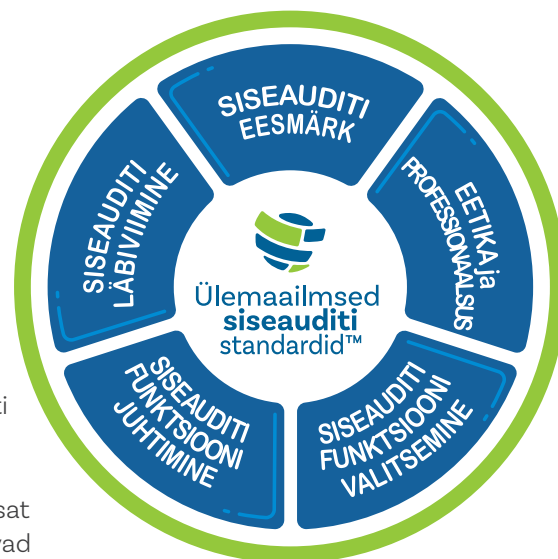 SISEAUDITI
EESMÄRK
EETIKA ja
PROFESSIONAALSUS
SISEAUDITI
FUNKTSIOONI
VALITSEMINE
SISEAUDITI
FUNKTSIOONI
JUHTIMINE
SISEAUDITI
LÄBIVIIMINE
Ülemaailmsed
siseauditi
standardid™